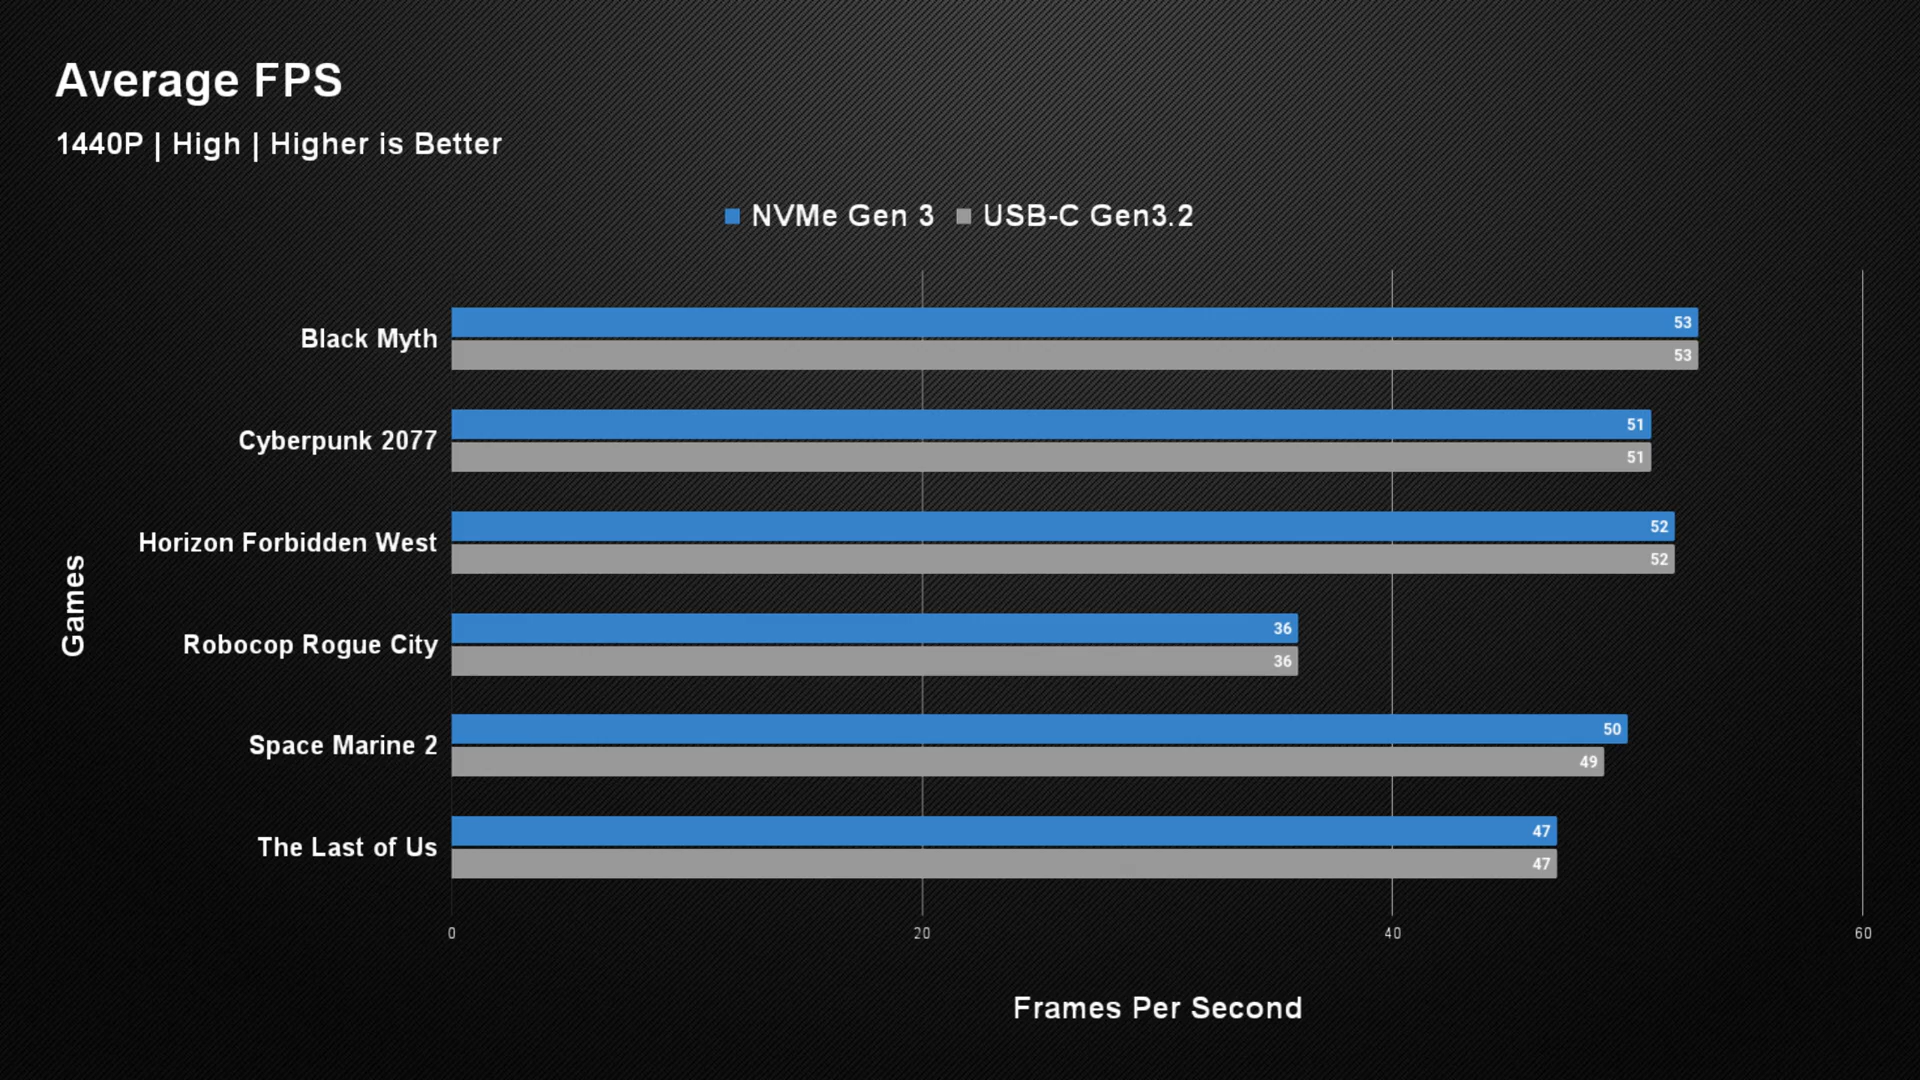 Average FPS
1440P | High | Higher is Better
NVMe Gen 3 USB-C Gen3.2
Black Myth 53
53
Cyberpunk 2077 51
51
Horizon Forbidden West 52
52
Robocop Rogue City 36
36
Space Marine 2 50
49
The Last of Us 47
47
Games
0 20 40 60
Frames Per Second